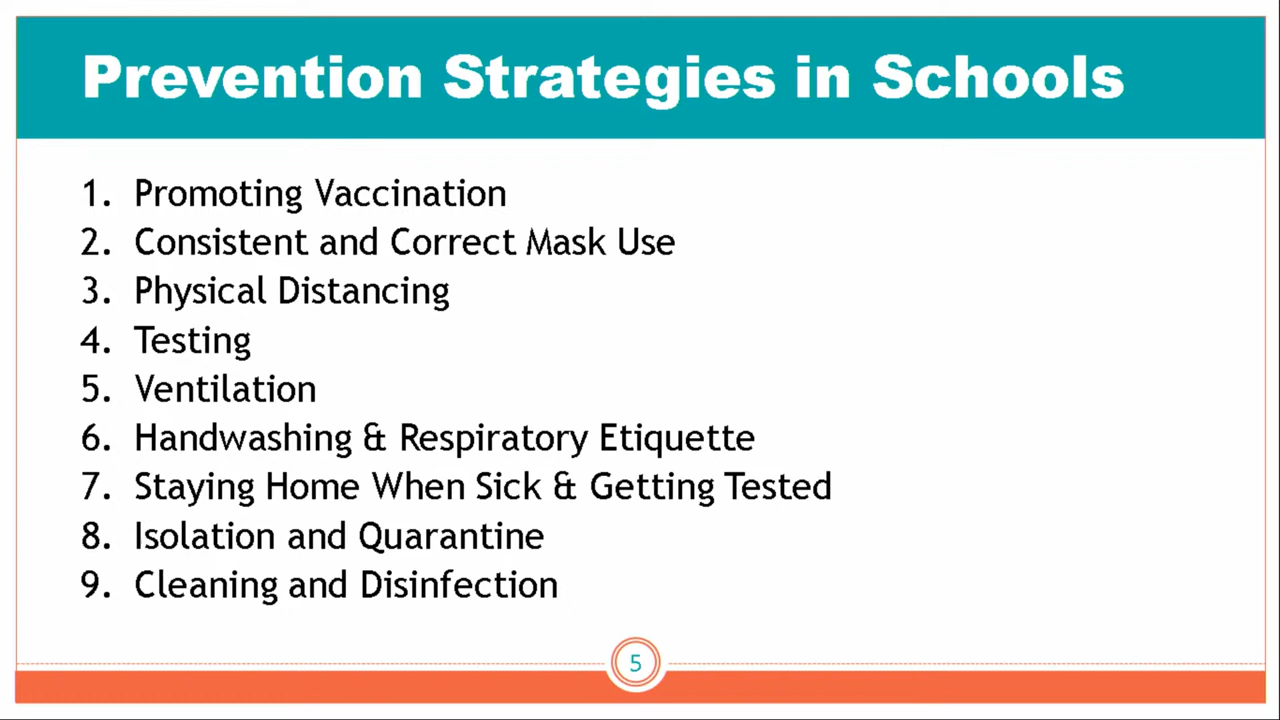 Prevention Strategies in Schools
1. Promoting Vaccination
2. Consistent and Correct Mask Use
3. Physical Distancing
4. Testing
5. Ventilation
6. Handwashing & Respiratory Etiquette
7. Staying Home When Sick & Getting Tested
8. Isolation and Quarantine
9. Cleaning and Disinfection
5